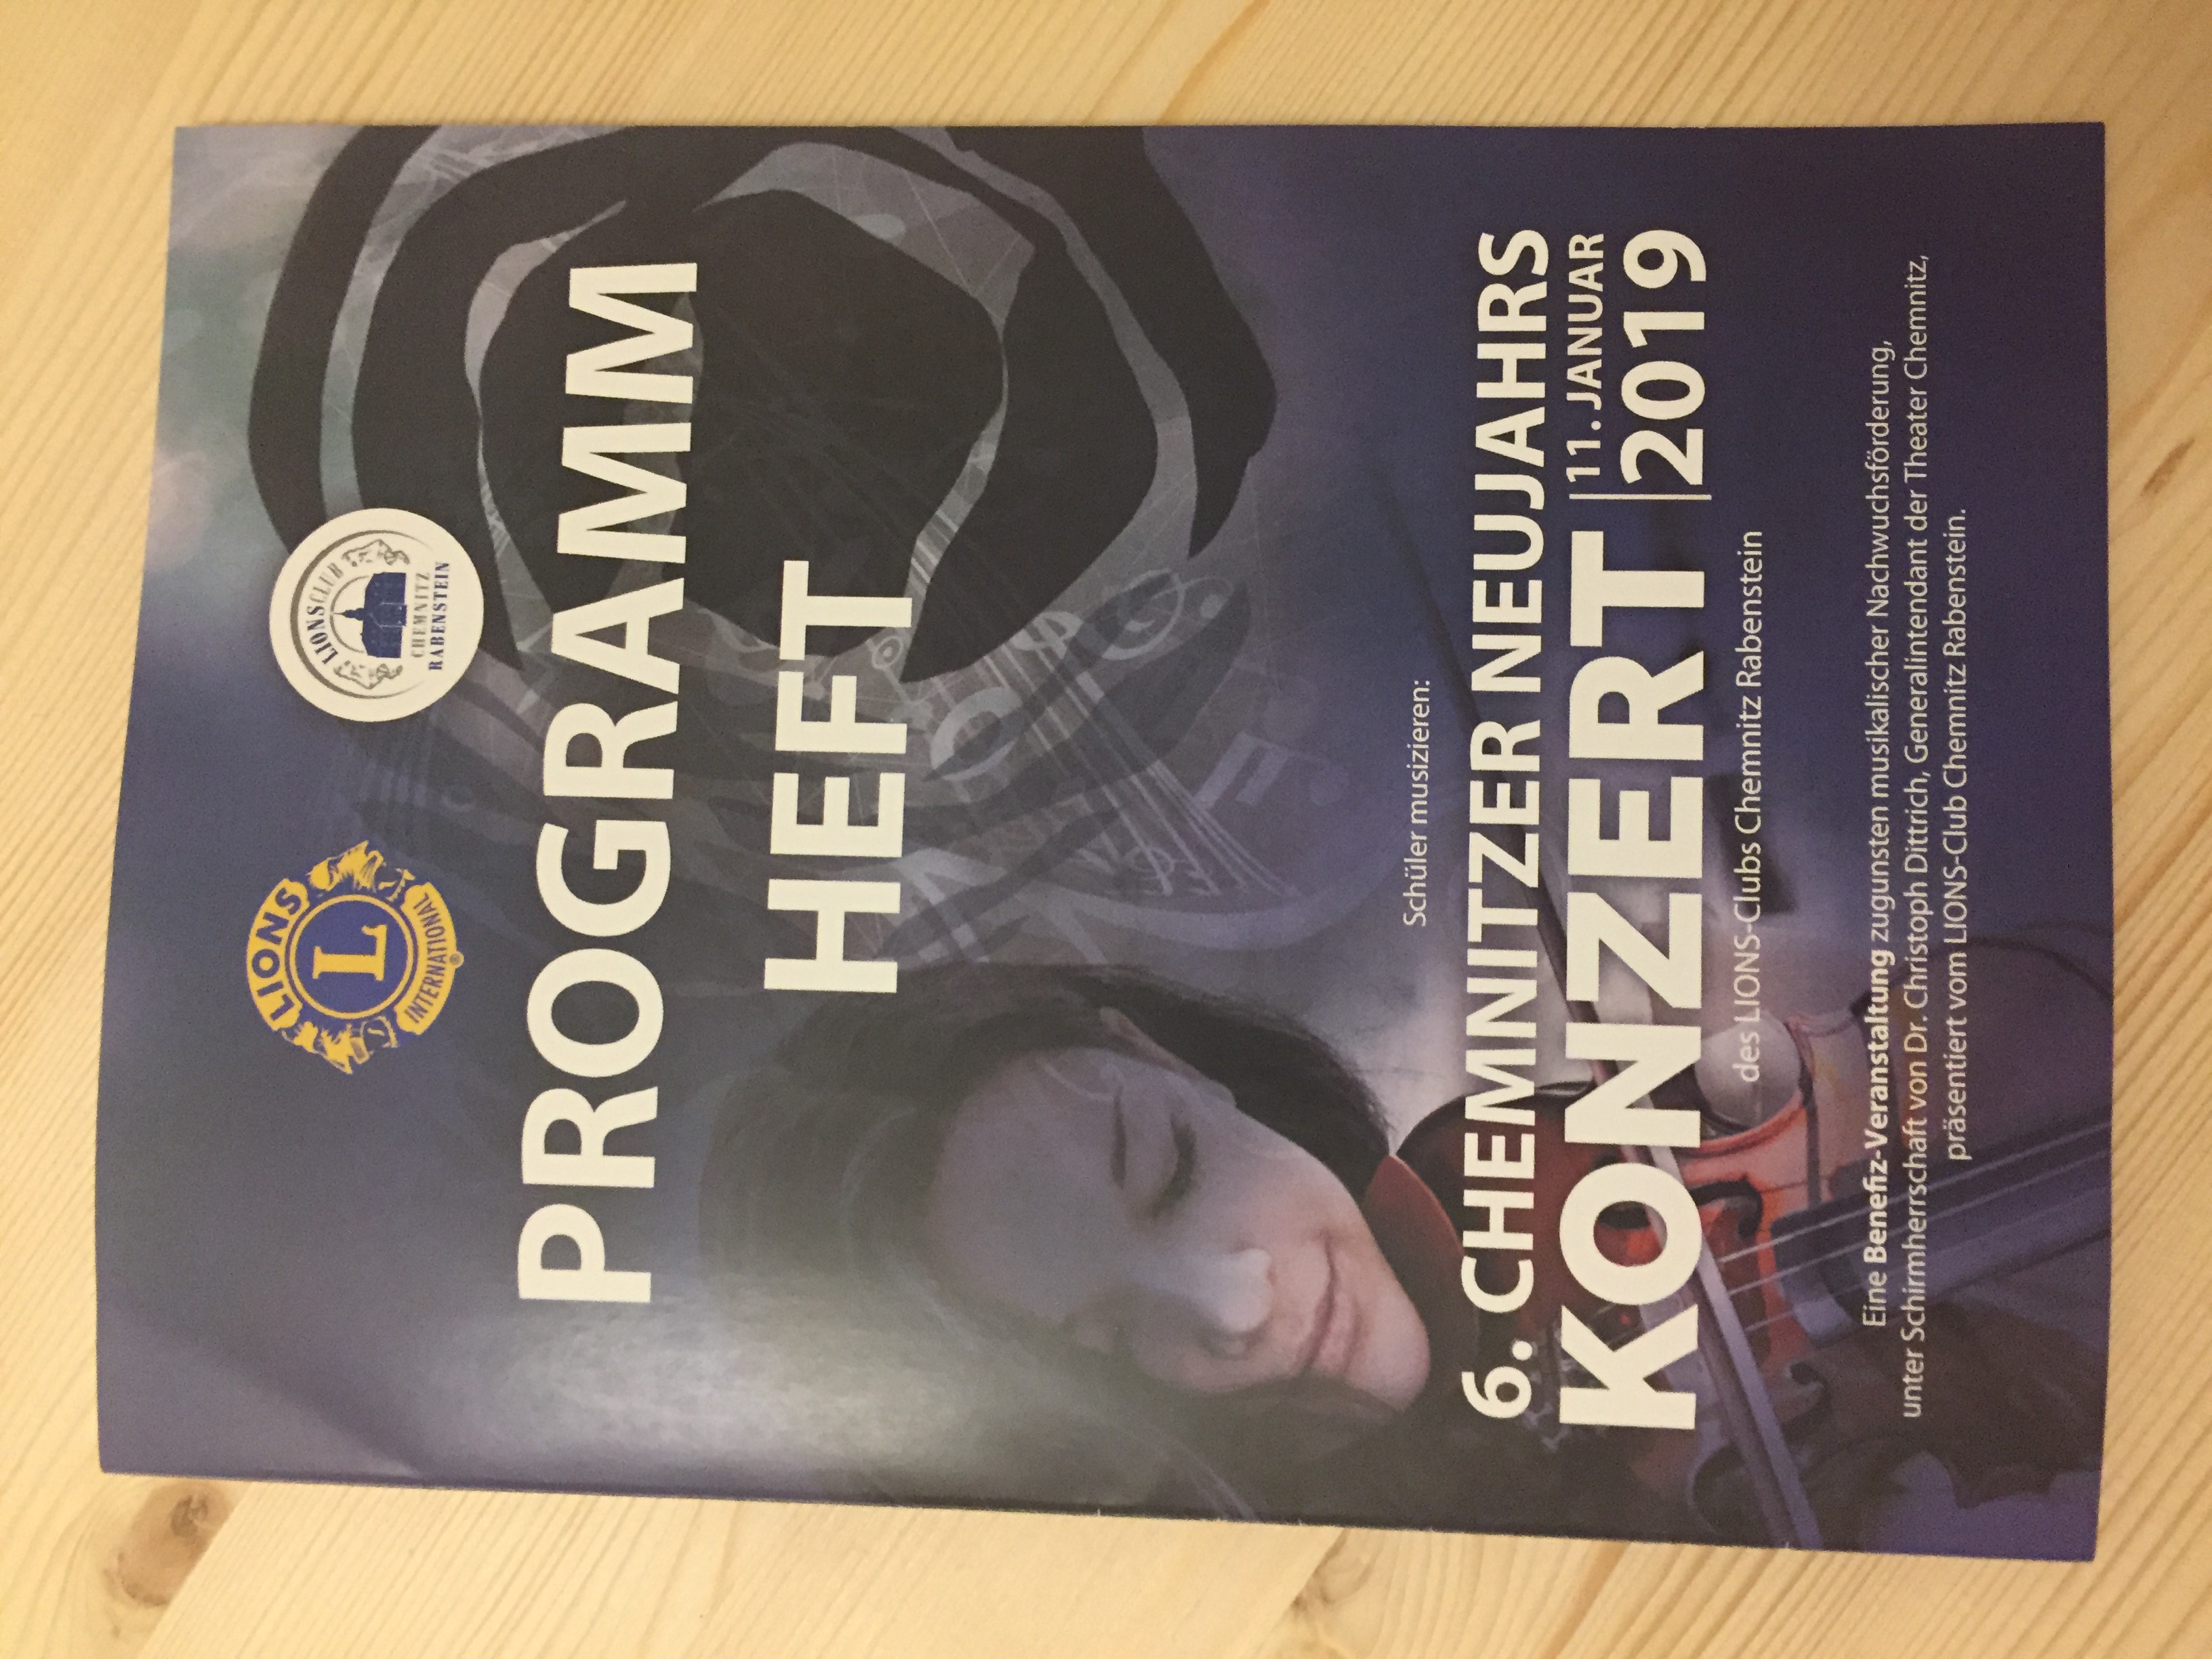 LIONS
L
INTERNATIONAL
®
LIONSCLUB
CHEMNITZ
RABENSTEIN
PROGRAMM
HEFT
Schüler musizieren:
6. CHEMNITZER NEUJAHRS
KONZERT
11. JANUAR
2019
des LIONS-Clubs Chemnitz Rabenstein
Eine Benefiz-Veranstaltung zugunsten musikalischer Nachwuchsförderung,
unter Schirmherrschaft von Dr. Christoph Dittrich, Generalintendant der Theater Chemnitz,
präsentiert vom LIONS-Club Chemnitz Rabenstein.